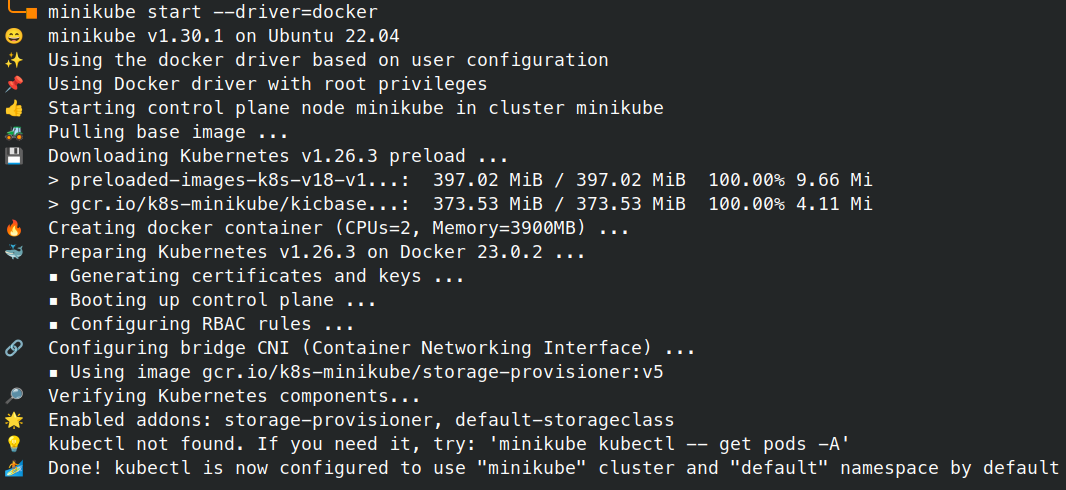 minikube start --driver=docker
😄 minikube v1.30.1 on Ubuntu 22.04
✨ Using the docker driver based on user configuration
📌 Using Docker driver with root privileges
👍 Starting control plane node minikube in cluster minikube
🚜 Pulling base image ...
💾 Downloading Kubernetes v1.26.3 preload ...
> preloaded-images-k8s-v18-v1...: 397.02 MiB / 397.02 MiB 100.00% 9.66 Mi
> gcr.io/k8s-minikube/kicbase...: 373.53 MiB / 373.53 MiB 100.00% 4.11 Mi
🔥 Creating docker container (CPUs=2, Memory=3900MB) ...
🐳 Preparing Kubernetes v1.26.3 on Docker 23.0.2 ...
▪ Generating certificates and keys ...
▪ Booting up control plane ...
▪ Configuring RBAC rules ...
🔗 Configuring bridge CNI (Container Networking Interface) ...
▪ Using image gcr.io/k8s-minikube/storage-provisioner:v5
🔎 Verifying Kubernetes components...
🌟 Enabled addons: storage-provisioner, default-storageclass
💡 kubectl not found. If you need it, try: 'minikube kubectl -- get pods -A'
🏄 Done! kubectl is now configured to use "minikube" cluster and "default" namespace by default